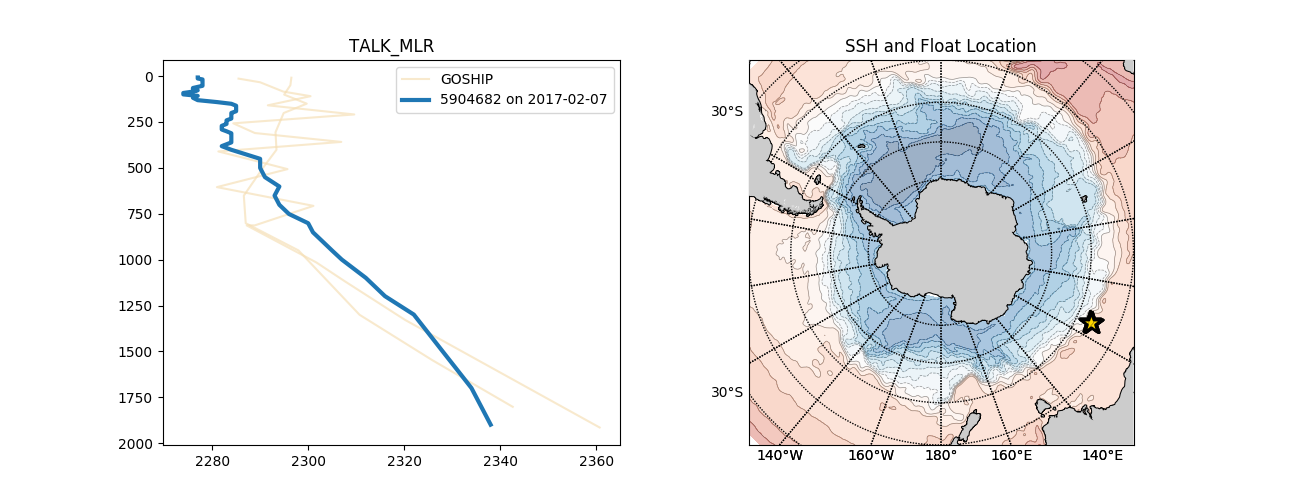 TALK_MLR
SSH and Float Location
GOSHIP
5904682 on 2017-02-07
0
250
500
750
1000
1250
1500
1750
2000
2280
2300
2320
2340
2360
30°S
30°S
140°W
160°W
180°
160°E
140°E